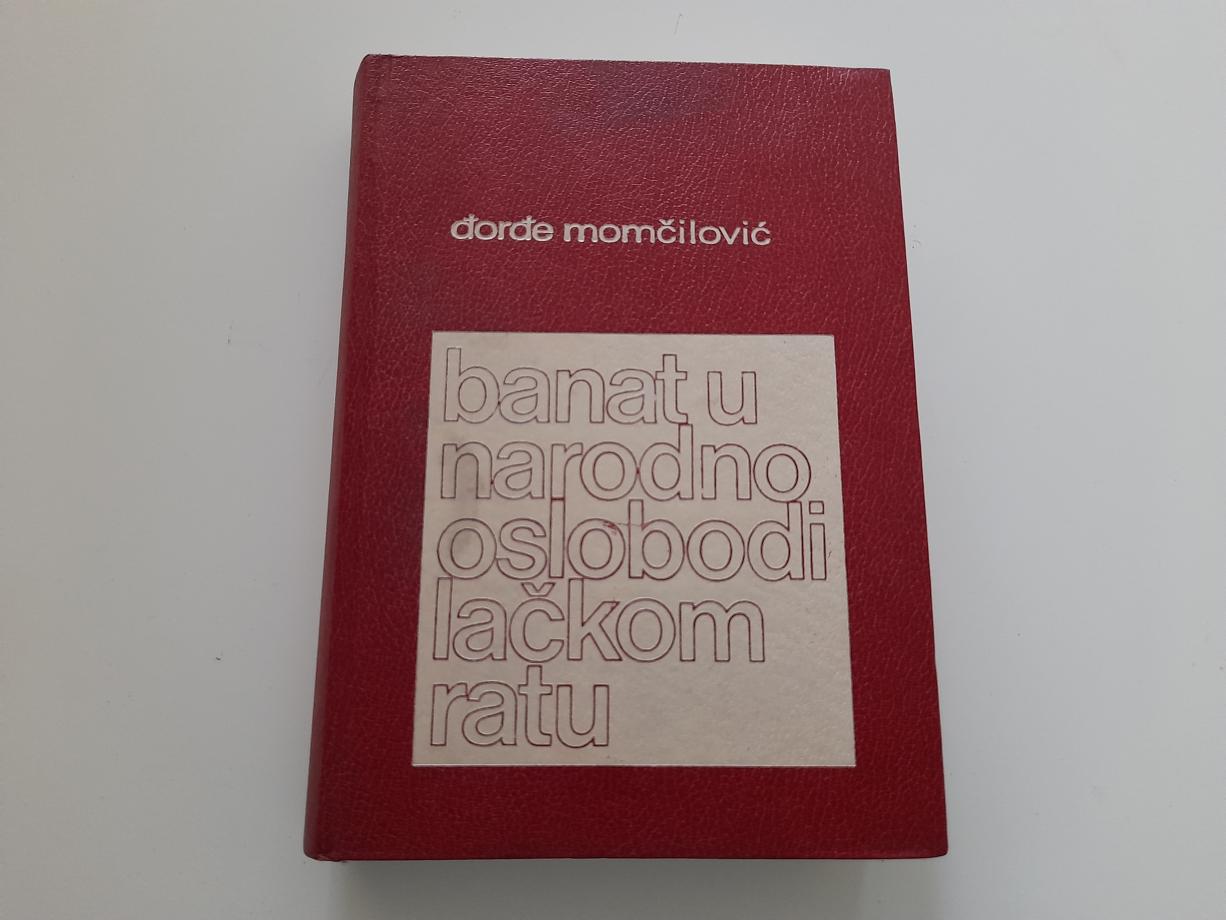 đorđe momčilović
banat u
narodno
oslobodi
lačkom
ratu